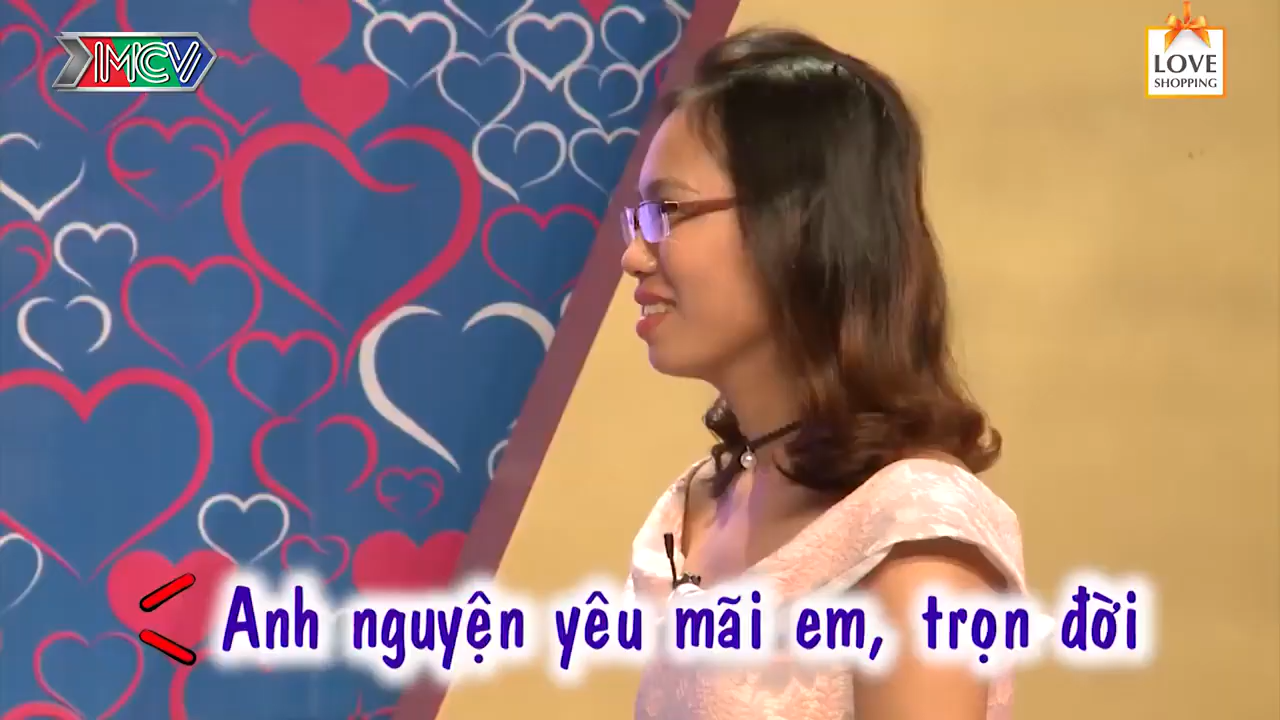 MCV
LOVE
SHOPPING
Anh nguyện yêu mãi em, trọn đời